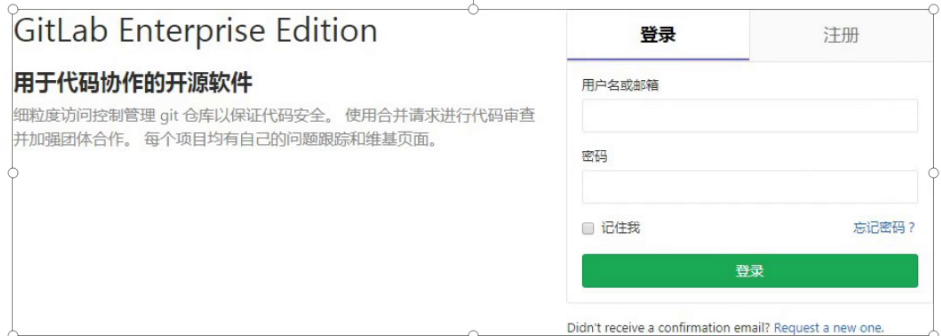 GitLab Enterprise Edition
用于代码协作的开源软件
细粒度访问控制管理 git 仓库以保证代码安全。 使用合并请求进行代码审查
并加强团体合作。 每个项目均有自己的问题跟踪和维基页面。
登录
注册
用户名或邮箱
密码
记住我
忘记密码？
登录
Didn't receive a confirmation email? Request a new one.